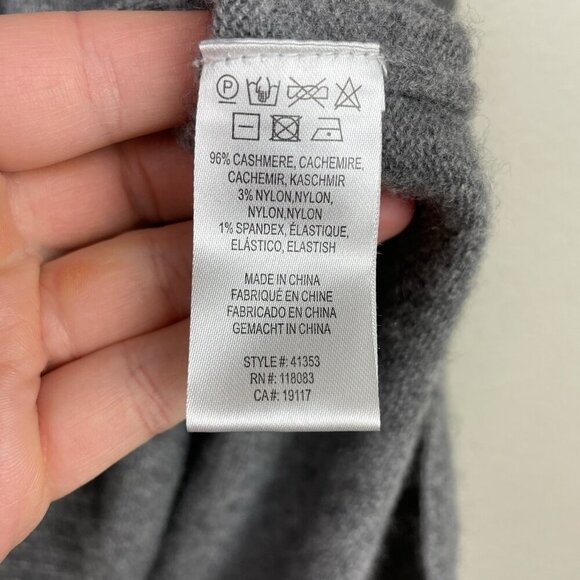 P
96% CASHMERE, CACHEMIRE,
CACHEMIR, KASCHMIR
3% NYLON,NYLON,
NYLON,NYLON
1% SPANDEX, ÉLASTIQUE,
ELÁSTICO, ELASTISH
MADE IN CHINA
FABRIQUÉ EN CHINE
FABRICADO EN CHINA
GEMACHT IN CHINA
STYLE #: 41353
RN #: 118083
CA #: 19117